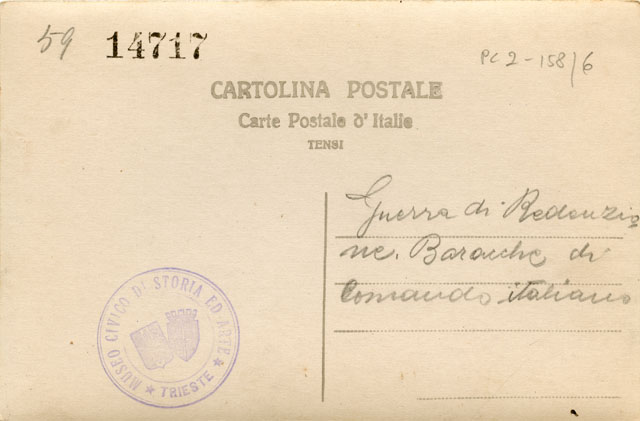 59
14717
PC 2-158/6
CARTOLINA POSTALE
Carte Postale d'Italie
TENSI
Guerra di Redenzio
ne. Baracche di
Comando italiano
MUSEO CIVICO DI STORIA ED ARTE
★ TRIESTE ★